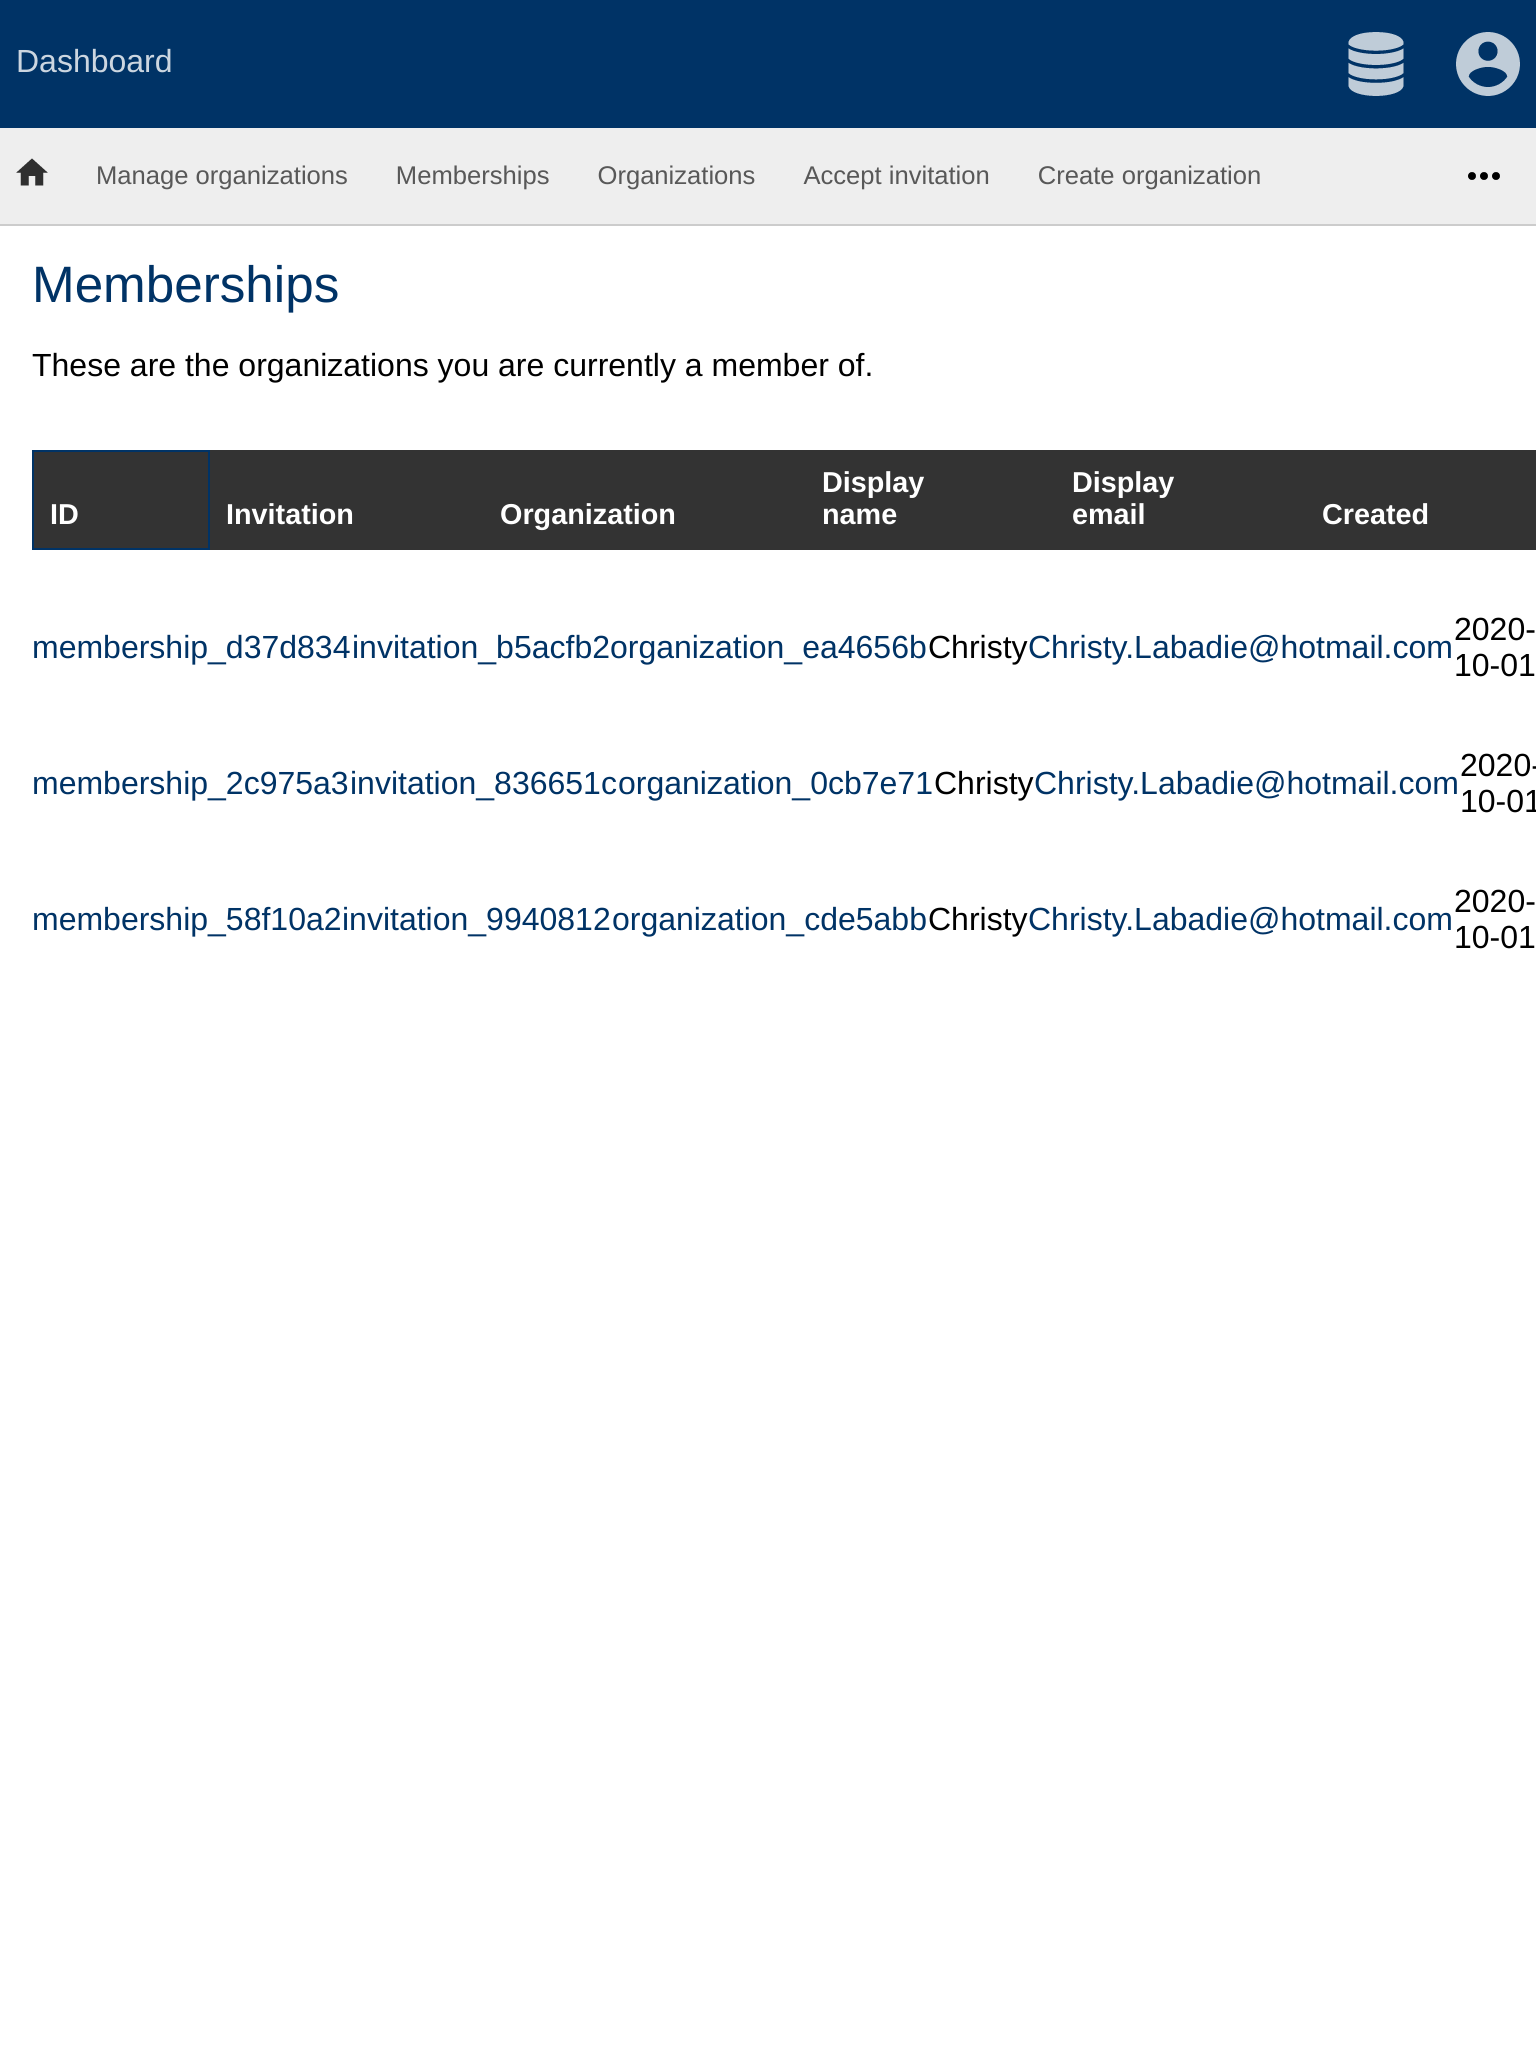 Dashboard
Manage organizations Memberships Organizations Accept invitation Create organization
Memberships
These are the organizations you are currently a member of.
ID Invitation Organization Display name Display email Created
membership_d37d834 invitation_b5acfb2 organization_ea4656b Christy Christy.Labadie@hotmail.com 2020-10-01
membership_2c975a3 invitation_836651c organization_0cb7e71 Christy Christy.Labadie@hotmail.com 2020-10-01
membership_58f10a2 invitation_9940812 organization_cde5abb Christy Christy.Labadie@hotmail.com 2020-10-01